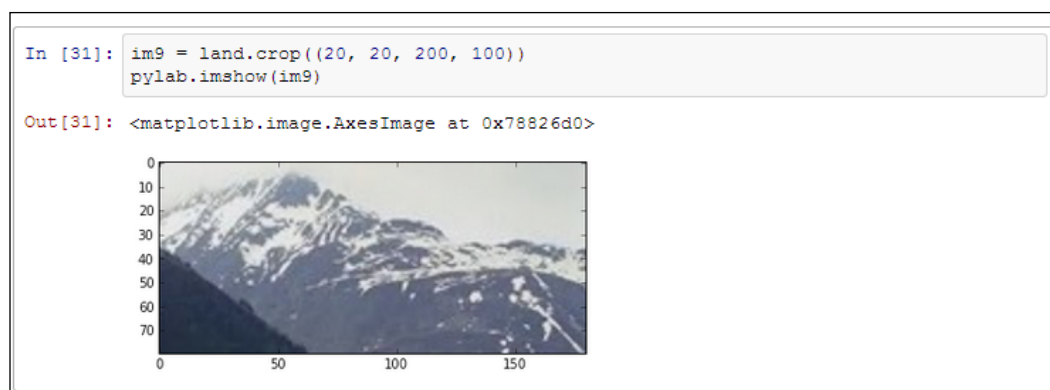 In [31]: im9 = land.crop((20, 20, 200, 100))
pylab.imshow(im9)
Out[31]: <matplotlib.image.AxesImage at 0x78826d0>
0
10
20
30
40
50
60
70
0 50 100 150